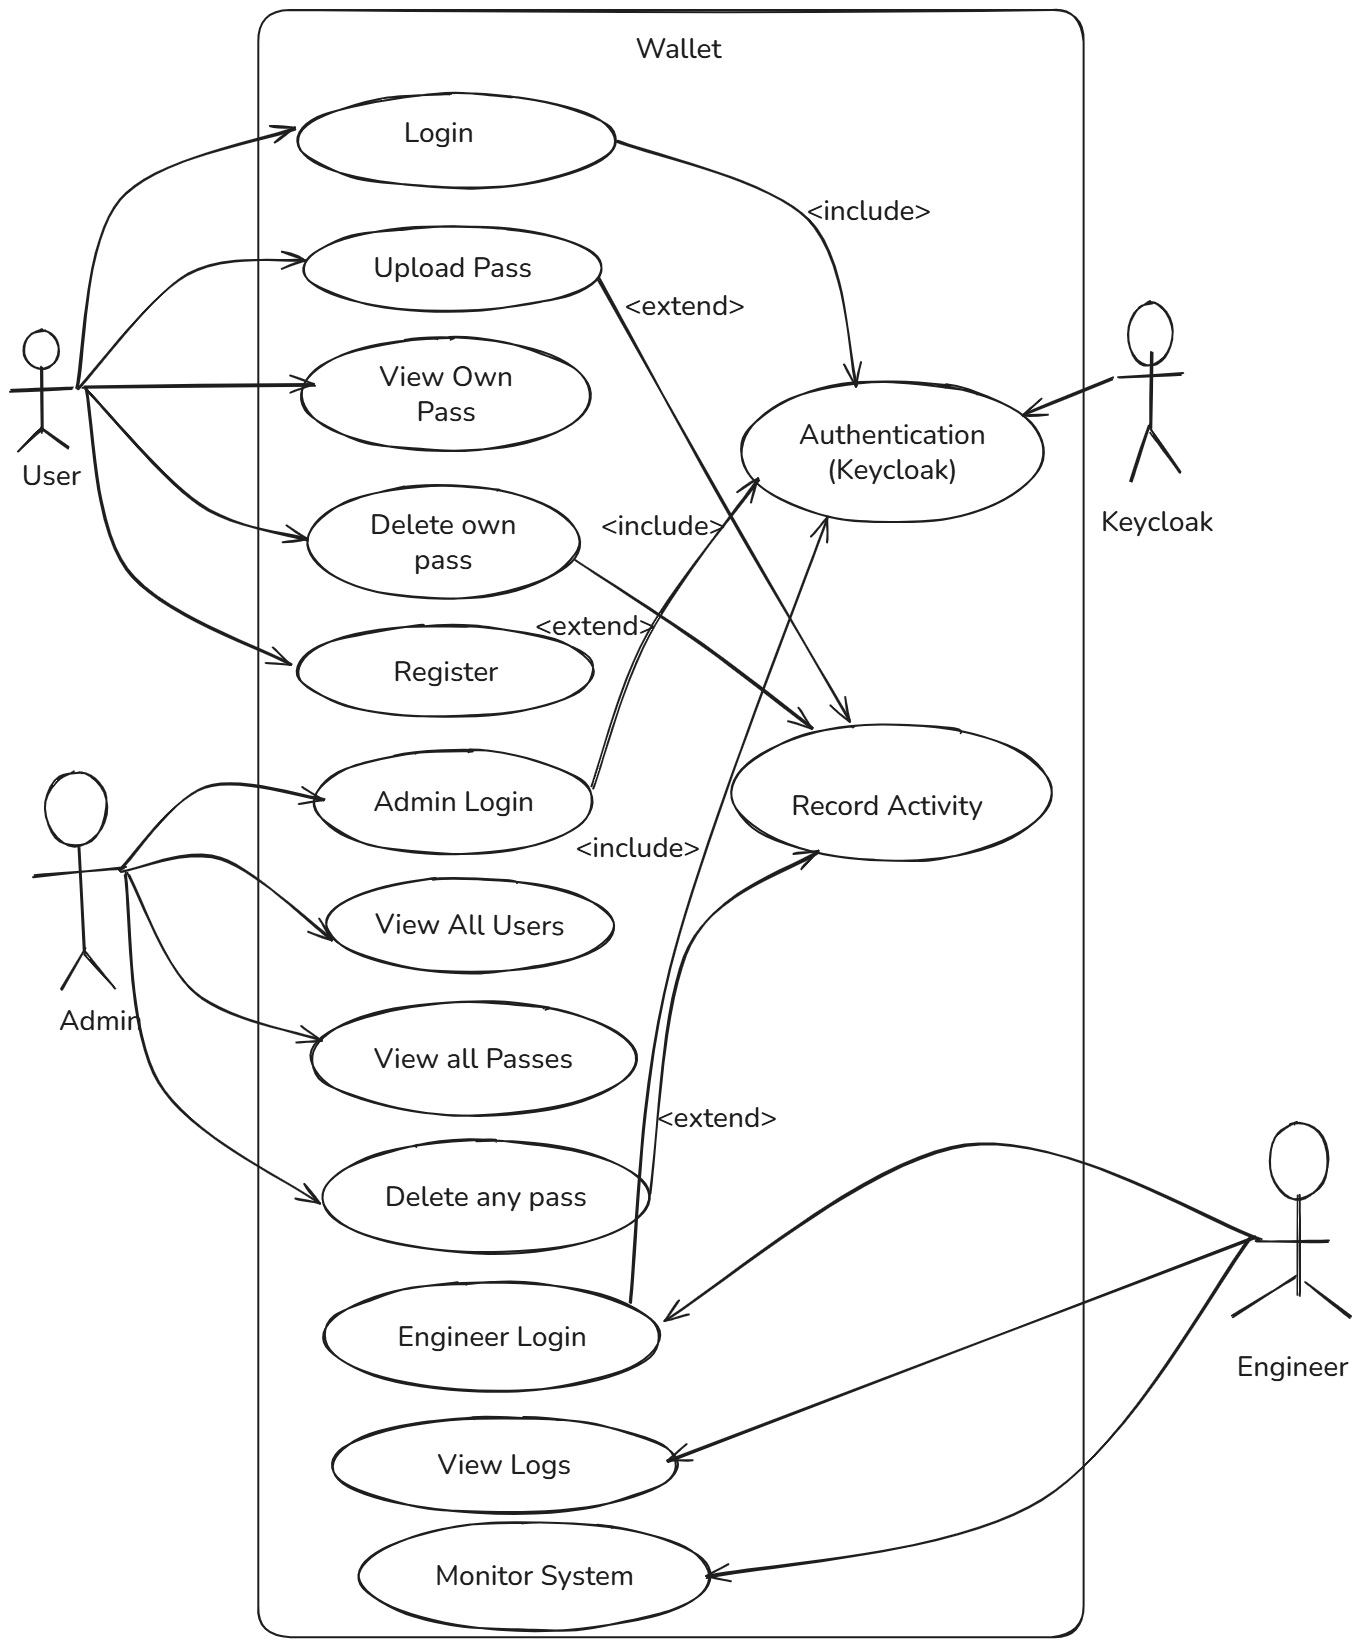 Wallet
Login
<include>
Upload Pass
<extend>
View Own
Pass
Authentication
(Keycloak)
User
Keycloak
Delete own
pass
<include>
<extend>
Register
Admin Login
Record Activity
<include>
View All Users
Admin
View all Passes
<extend>
Delete any pass
Engineer Login
Engineer
View Logs
Monitor System